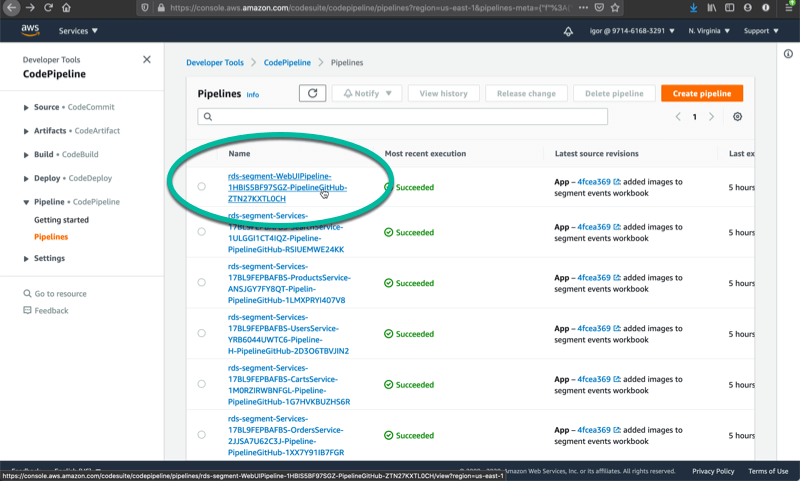 https://console.aws.amazon.com/codesuite/codepipeline/pipelines?region=us-east-1&pipelines-meta={"f"%3A{
aws
Services
igor @ 9714-6168-3291
N. Virginia
Support
Developer Tools
CodePipeline
Source • CodeCommit
Artifacts • CodeArtifact
Build • CodeBuild
Deploy • CodeDeploy
Pipeline • CodePipeline
Getting started
Pipelines
Settings
Go to resource
Feedback
Developer Tools
CodePipeline
Pipelines
Pipelines
Info
Notify
View history
Release change
Delete pipeline
Create pipeline
1
Name
Most recent execution
Latest source revisions
Last ex
rds-segment-WebUIPipeline-
1HBIS5BF97SGZ-PipelineGitHub-
ZTN27KXTL0CH
Succeeded
App – 4fcea369 added images to
segment events workbook
5 hours
rds-segment-Services-
PipelineGitHub-RSIUEMWE24KK
Succeeded
App – 4fcea369 added images to
segment events workbook
5 hours
rds-segment-Services-
17BL9FEPBAFBS-ProductsService-
ANSJGY7FY8QT-Pipelin-
PipelineGitHub-1LMXPRYI407V8
Succeeded
App – 4fcea369 added images to
segment events workbook
5 hours
rds-segment-Services-
17BL9FEPBAFBS-UsersService-
YRB6044UWTC6-Pipeline-
H-PipelineGitHub-2D3O6TBVJIN2
Succeeded
App – 4fcea369 added images to
segment events workbook
5 hours
rds-segment-Services-
17BL9FEPBAFBS-CartsService-
1M0RZIRWBNFGL-Pipeline-
PipelineGitHub-1G7HVKBUZHS6R
Succeeded
App – 4fcea369 added images to
segment events workbook
5 hours
rds-segment-Services-
17BL9FEPBAFBS-OrdersService-
2JJSA7U62C3J-Pipeline-
PipelineGitHub-1XX7Y91IB7FGR
Succeeded
App – 4fcea369 added images to
segment events workbook
5 hours
Amazon Web Services, Inc. or its affiliates. All rights reserved.
Privacy Policy
Terms of Use
https://console.aws.amazon.com/codesuite/codepipeline/pipelines/rds-segment-WebUIPipeline-1HBIS5BF97SGZ-PipelineGitHub-ZTN27KXTL0CH/view?region=us-east-1